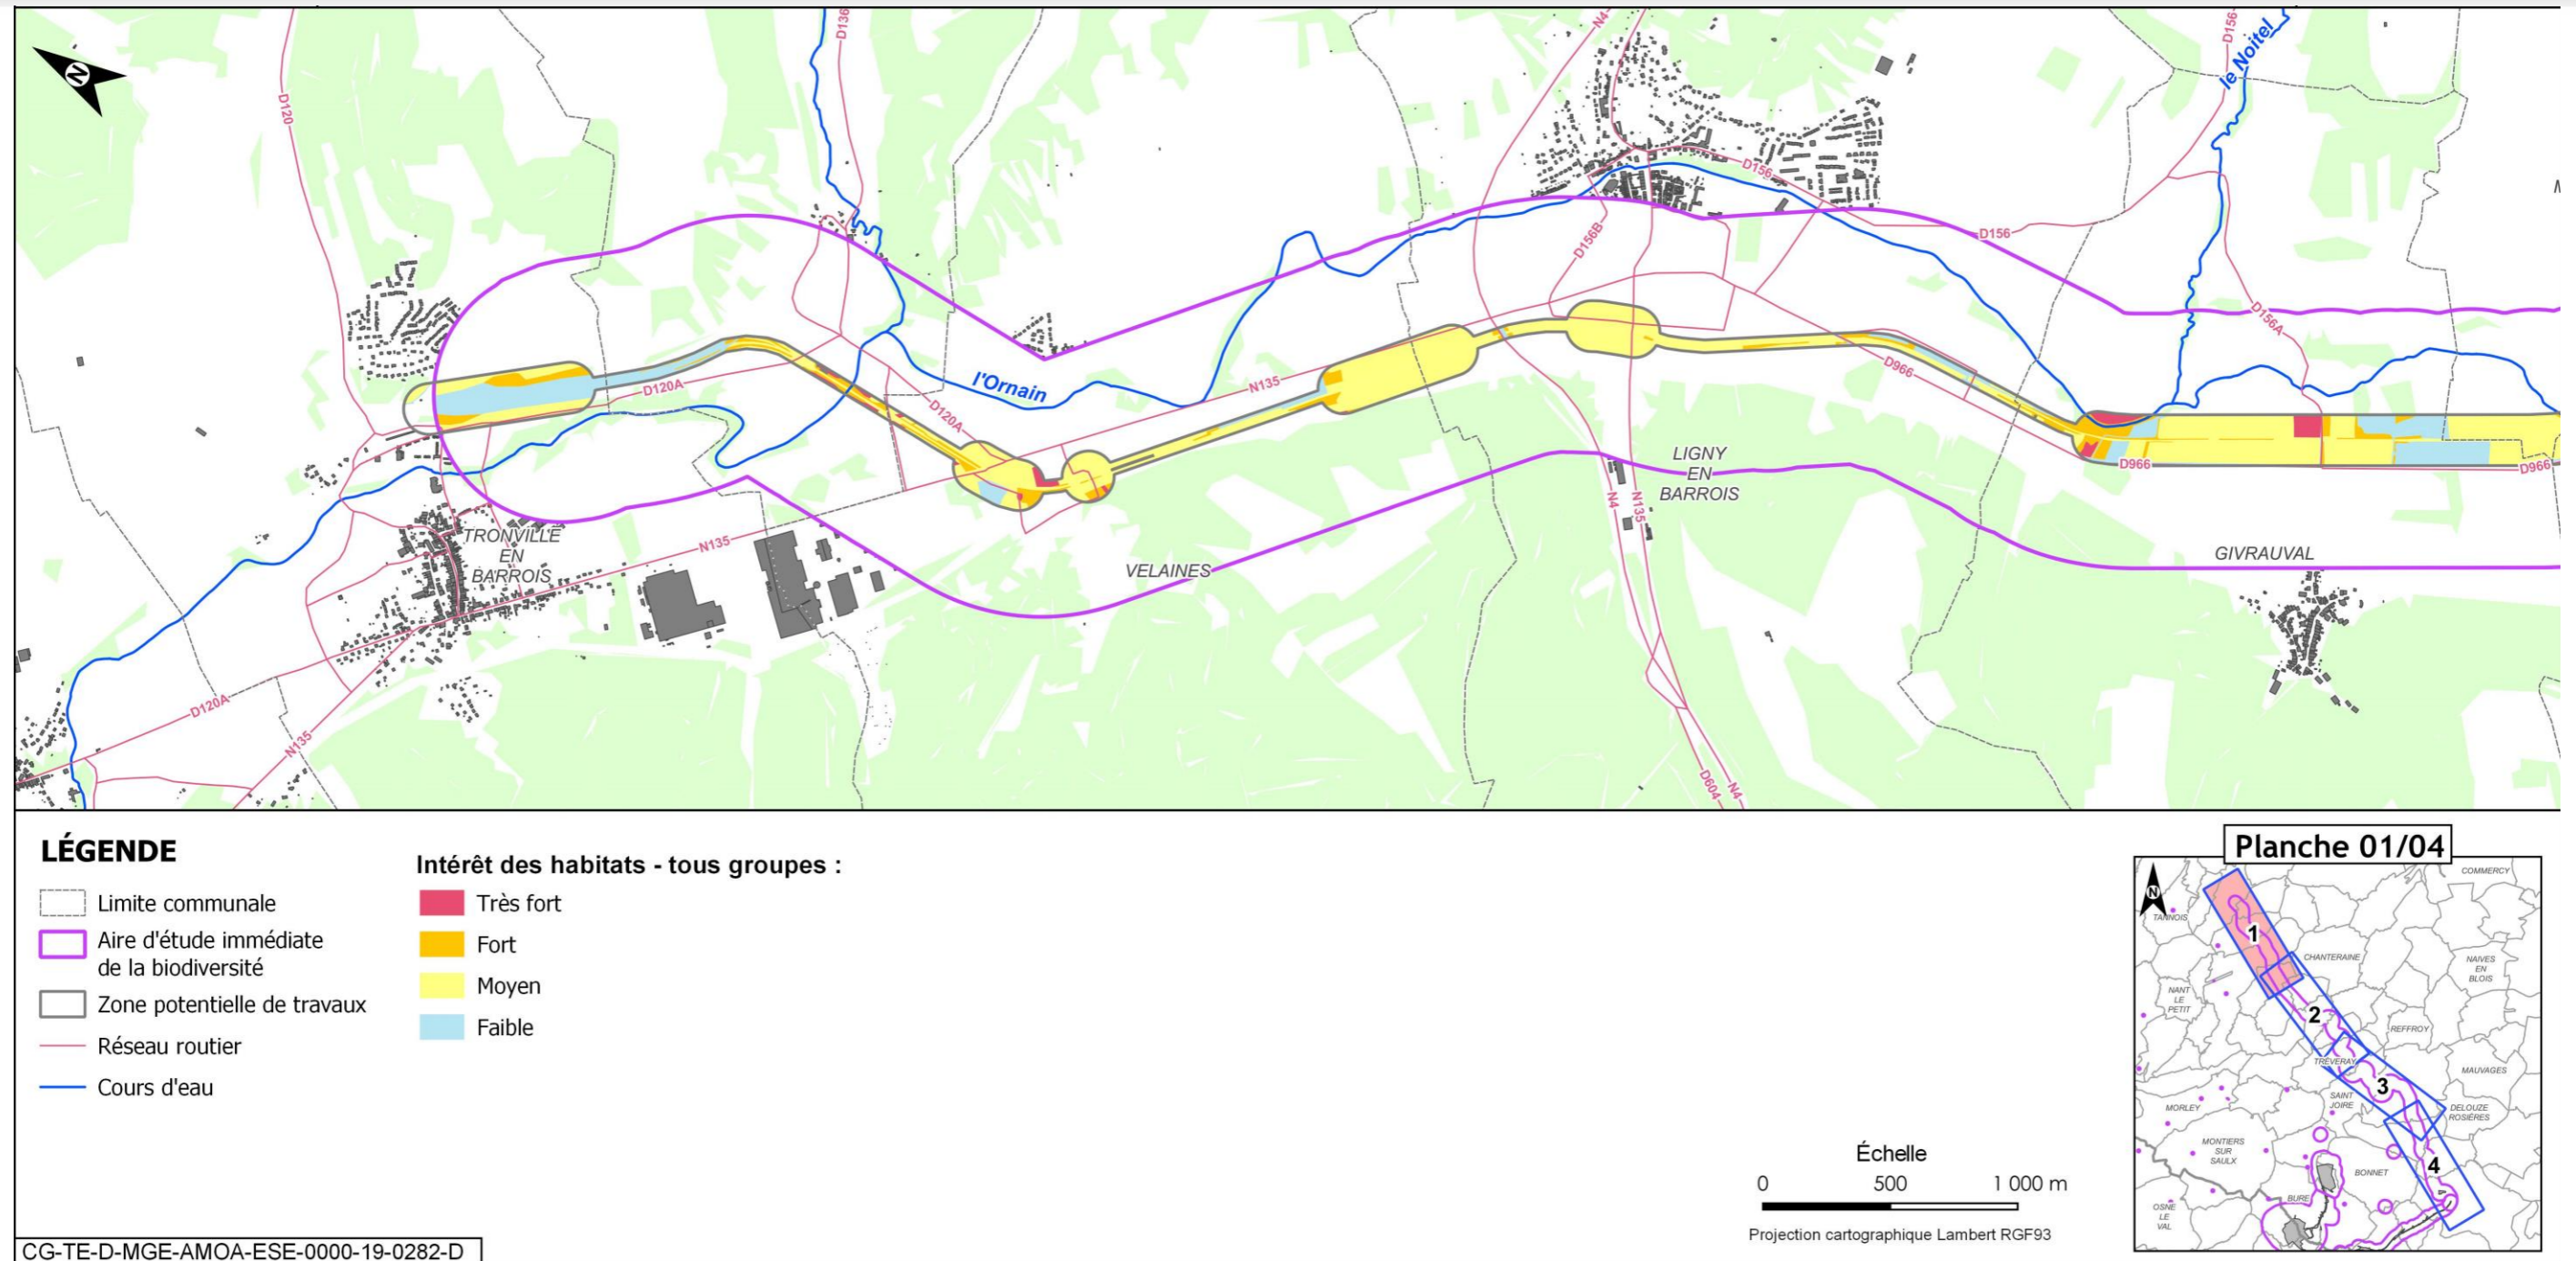 D136
N4
D156
le Noitel
N
D120
D156
D156B
D156
D156A
l'Ornain
N135
D120A
D120A
D966
D966
D966
LIGNY
EN
BARROIS
N4
N135
TRONVILLE
EN
BARROIS
N135
VELAINES
GIVRAUVAL
D120A
N135
D604
N4
LÉGENDE
Limite communale
Aire d'étude immédiate
de la biodiversité
Zone potentielle de travaux
Réseau routier
Cours d'eau
Intérêt des habitats - tous groupes :
Très fort
Fort
Moyen
Faible
Échelle
0 500 1 000 m
Projection cartographique Lambert RGF93
Planche 01/04
N
COMMERCY
TANNOIS
1
CHANTERAINE
NAIVES
EN
BLOIS
NANT
LE
PETIT
2
REFFROY
TRÉVERAY
MAUVAGES
3
SAINT
JOIRE
MORLEY
DELOUZE
ROSIÈRES
MONTIERS
SUR
SAULX
BONNET
4
BURE
OSNE
LE
VAL
CG-TE-D-MGE-AMOA-ESE-0000-19-0282-D